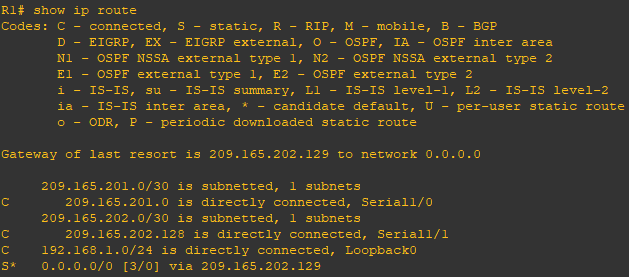 R1# show ip route
Codes: C - connected, S - static, R - RIP, M - mobile, B - BGP
D - EIGRP, EX - EIGRP external, O - OSPF, IA - OSPF inter area
N1 - OSPF NSSA external type 1, N2 - OSPF NSSA external type 2
E1 - OSPF external type 1, E2 - OSPF external type 2
i - IS-IS, su - IS-IS summary, L1 - IS-IS level-1, L2 - IS-IS level-2
ia - IS-IS inter area, * - candidate default, U - per-user static route
o - ODR, P - periodic downloaded static route
Gateway of last resort is 209.165.202.129 to network 0.0.0.0
209.165.201.0/30 is subnetted, 1 subnets
C 209.165.201.0 is directly connected, Serial1/0
209.165.202.0/30 is subnetted, 1 subnets
C 209.165.202.128 is directly connected, Serial1/1
C 192.168.1.0/24 is directly connected, Loopback0
S* 0.0.0.0/0 [3/0] via 209.165.202.129